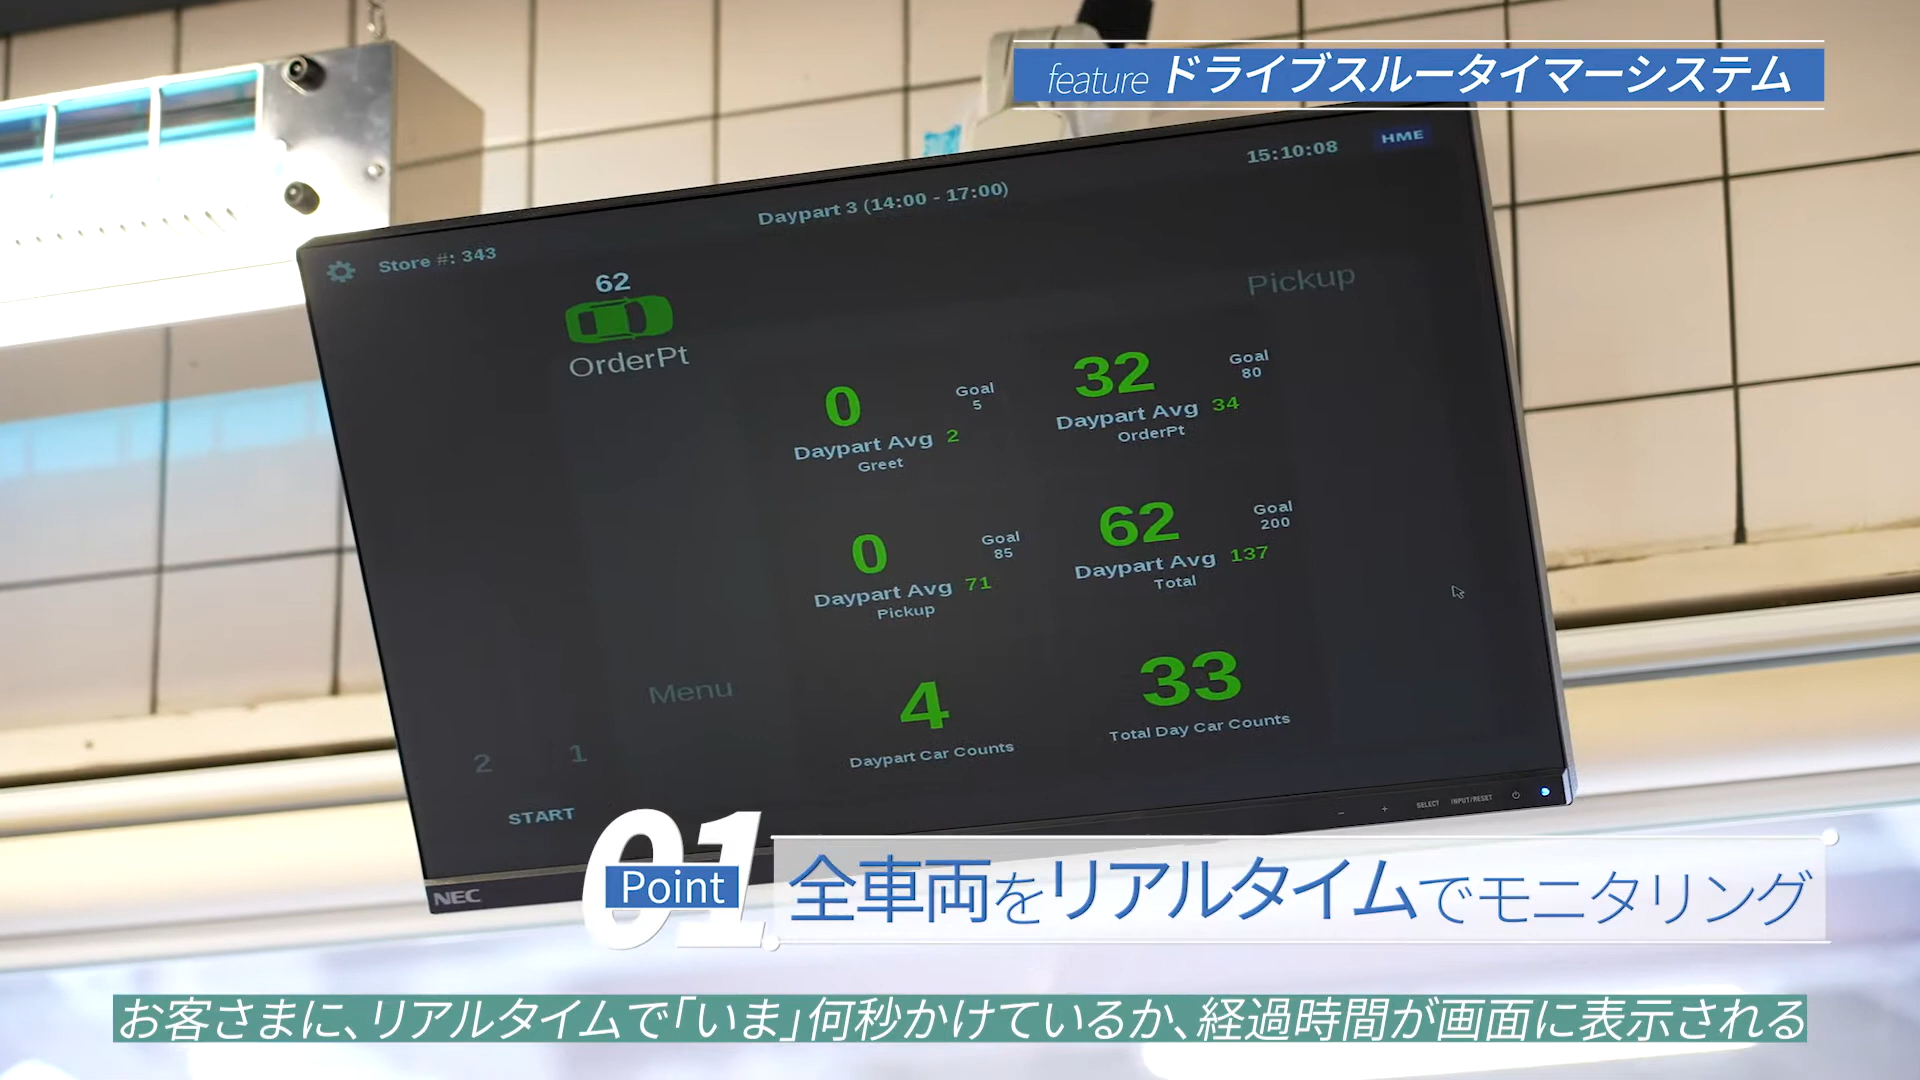 feature ドライブスルータイマーシステム
15:10:08 HME
Daypart 3 (14:00 - 17:00)
Store #: 343
62
OrderPt
Pickup
0 Goal 5
Daypart Avg 2
Greet
32 Goal 80
Daypart Avg 34
OrderPt
0 Goal 85
Daypart Avg 71
Pickup
62 Goal 200
Daypart Avg 137
Total
Menu
4
Daypart Car Counts
33
Total Day Car Counts
2 1
START
- + SELECT INPUT/RESET
NEC
01
Point
全車両をリアルタイムでモニタリング
お客さまに、リアルタイムで「いま」何秒かけているか、経過時間が画面に表示される